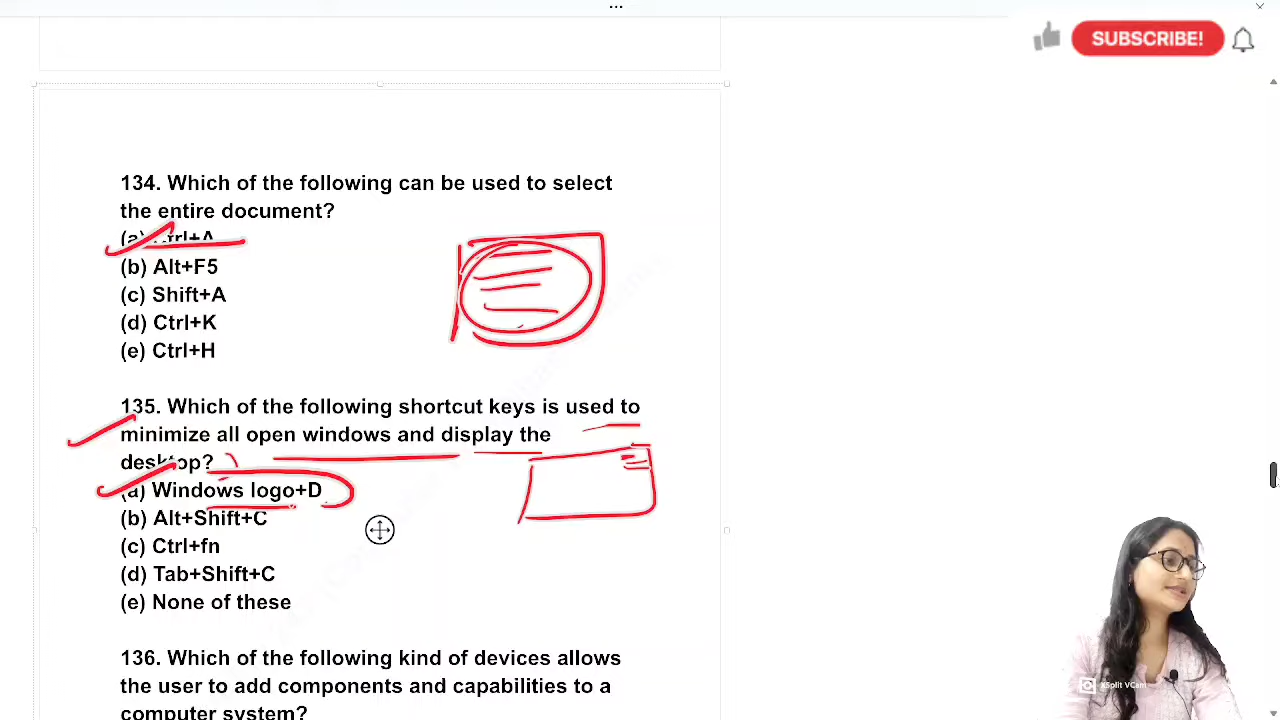 ...
SUBSCRIBE!
134. Which of the following can be used to select
the entire document?
(a) Ctrl+A
(b) Alt+F5
(c) Shift+A
(d) Ctrl+K
(e) Ctrl+H
135. Which of the following shortcut keys is used to
minimize all open windows and display the
desktop?
(a) Windows logo+D
(b) Alt+Shift+C
(c) Ctrl+fn
(d) Tab+Shift+C
(e) None of these
136. Which of the following kind of devices allows
the user to add components and capabilities to a
computer system?
XSplit VCam